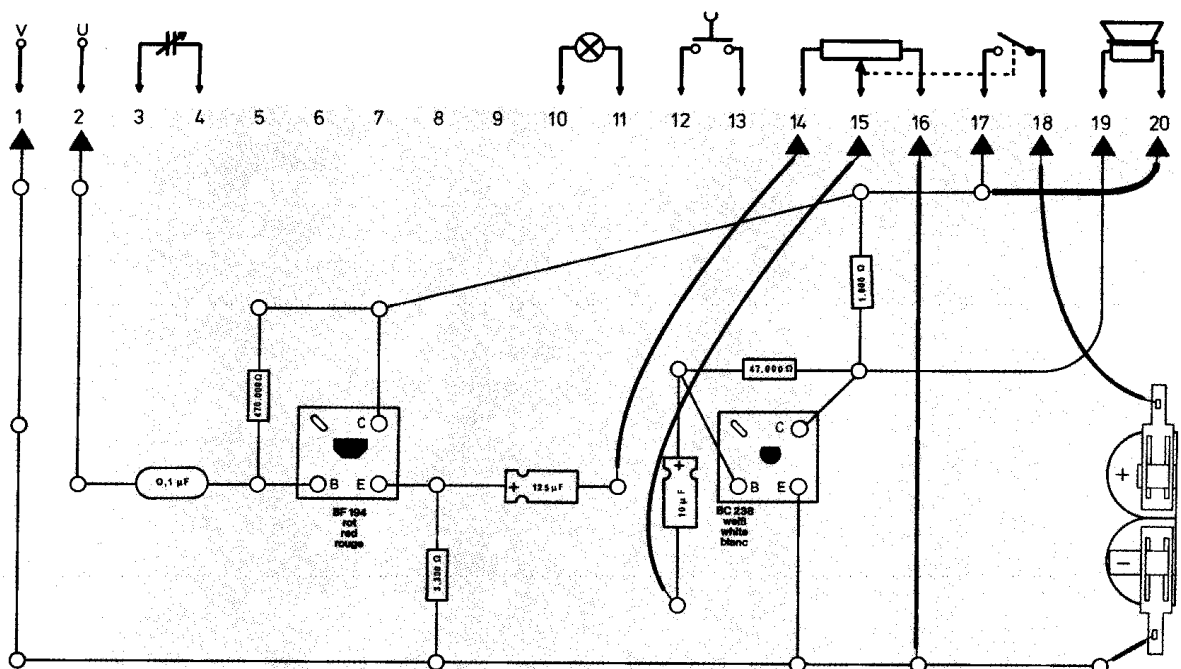 V U
1 2 3 4 5 6 7 8 9 10 11 12 13 14 15 16 17 18 19 20
1.000 Ω
47.000 Ω
470.000 Ω
C
C
+
+
0,1 µF
B E
+ 125 µF
10 µF
B E
BF 194
rot
red
rouge
BC 238
weiß
white
blanc
3.300 Ω
−